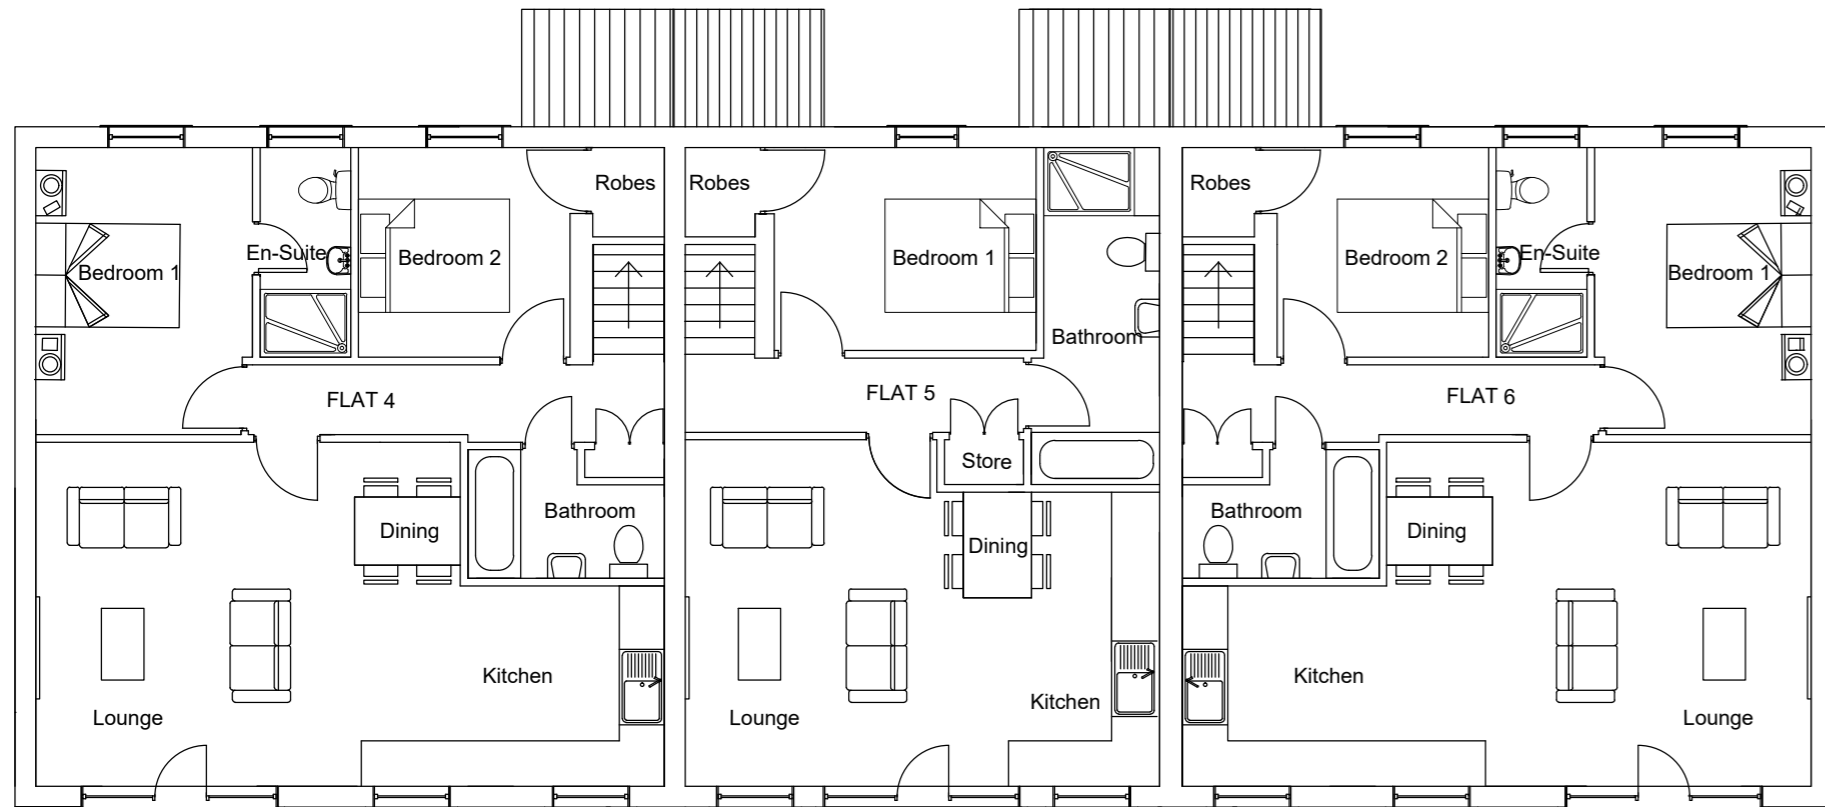 Robes
Robes
Robes
En-Suite
En-Suite
Bedroom 1
Bedroom 2
Bedroom 1
Bedroom 2
Bedroom 1
Bathroom
FLAT 4
FLAT 5
FLAT 6
Store
Bathroom
Bathroom
Dining
Dining
Dining
Kitchen
Kitchen
Kitchen
Lounge
Lounge
Lounge